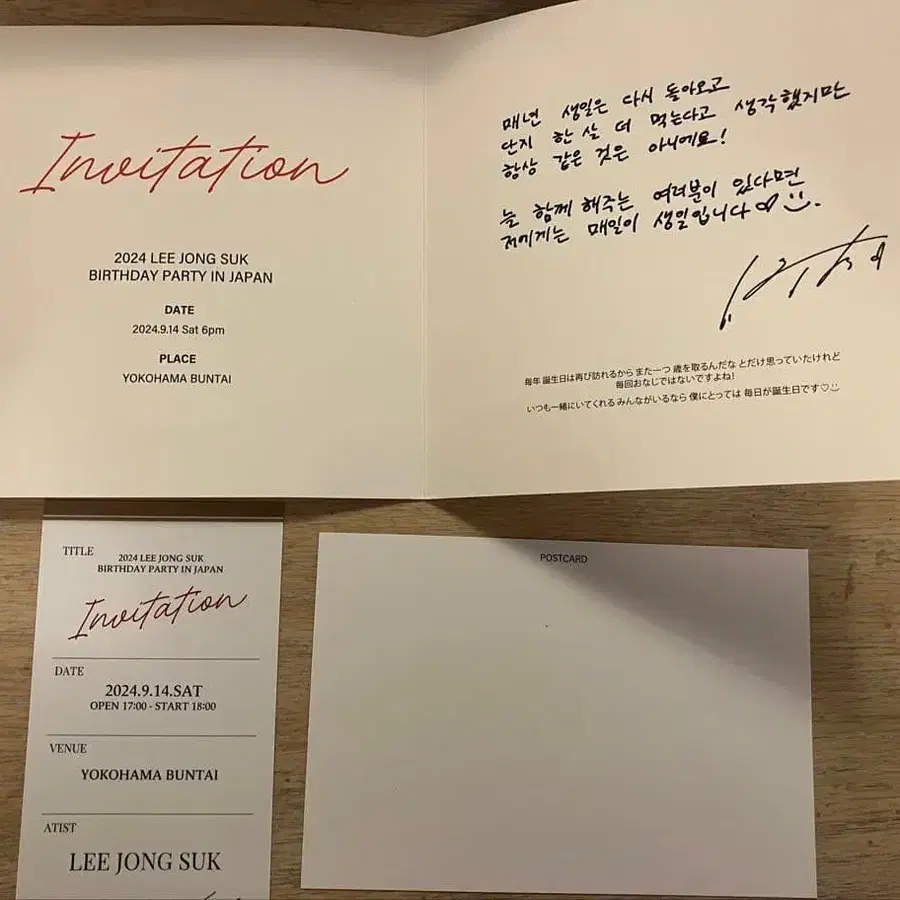 Invitation
2024 LEE JONG SUK
BIRTHDAY PARTY IN JAPAN
DATE
2024.9.14 Sat 6pm
PLACE
YOKOHAMA BUNTAI
매년 생일은 다시 돌아오고
단지 한 살 더 먹는다고 생각했지만
항상 같은 것은 아니에요!
늘 함께 해주는 여러분이 있다면
저에게는 매일이 생일입니다♡ :).
毎年 誕生日は再び訪れるから また一つ 歳を取るんだな とだけ思っていたけれど
毎回おなじではないですよね!
いつも一緒にいてくれる みんながいるなら 僕にとっては 毎日が誕生日です♡
TITLE
2024 LEE JONG SUK
BIRTHDAY PARTY IN JAPAN
Invitation
DATE
2024.9.14.SAT
OPEN 17:00 - START 18:00
VENUE
YOKOHAMA BUNTAI
ATIST
LEE JONG SUK
POSTCARD